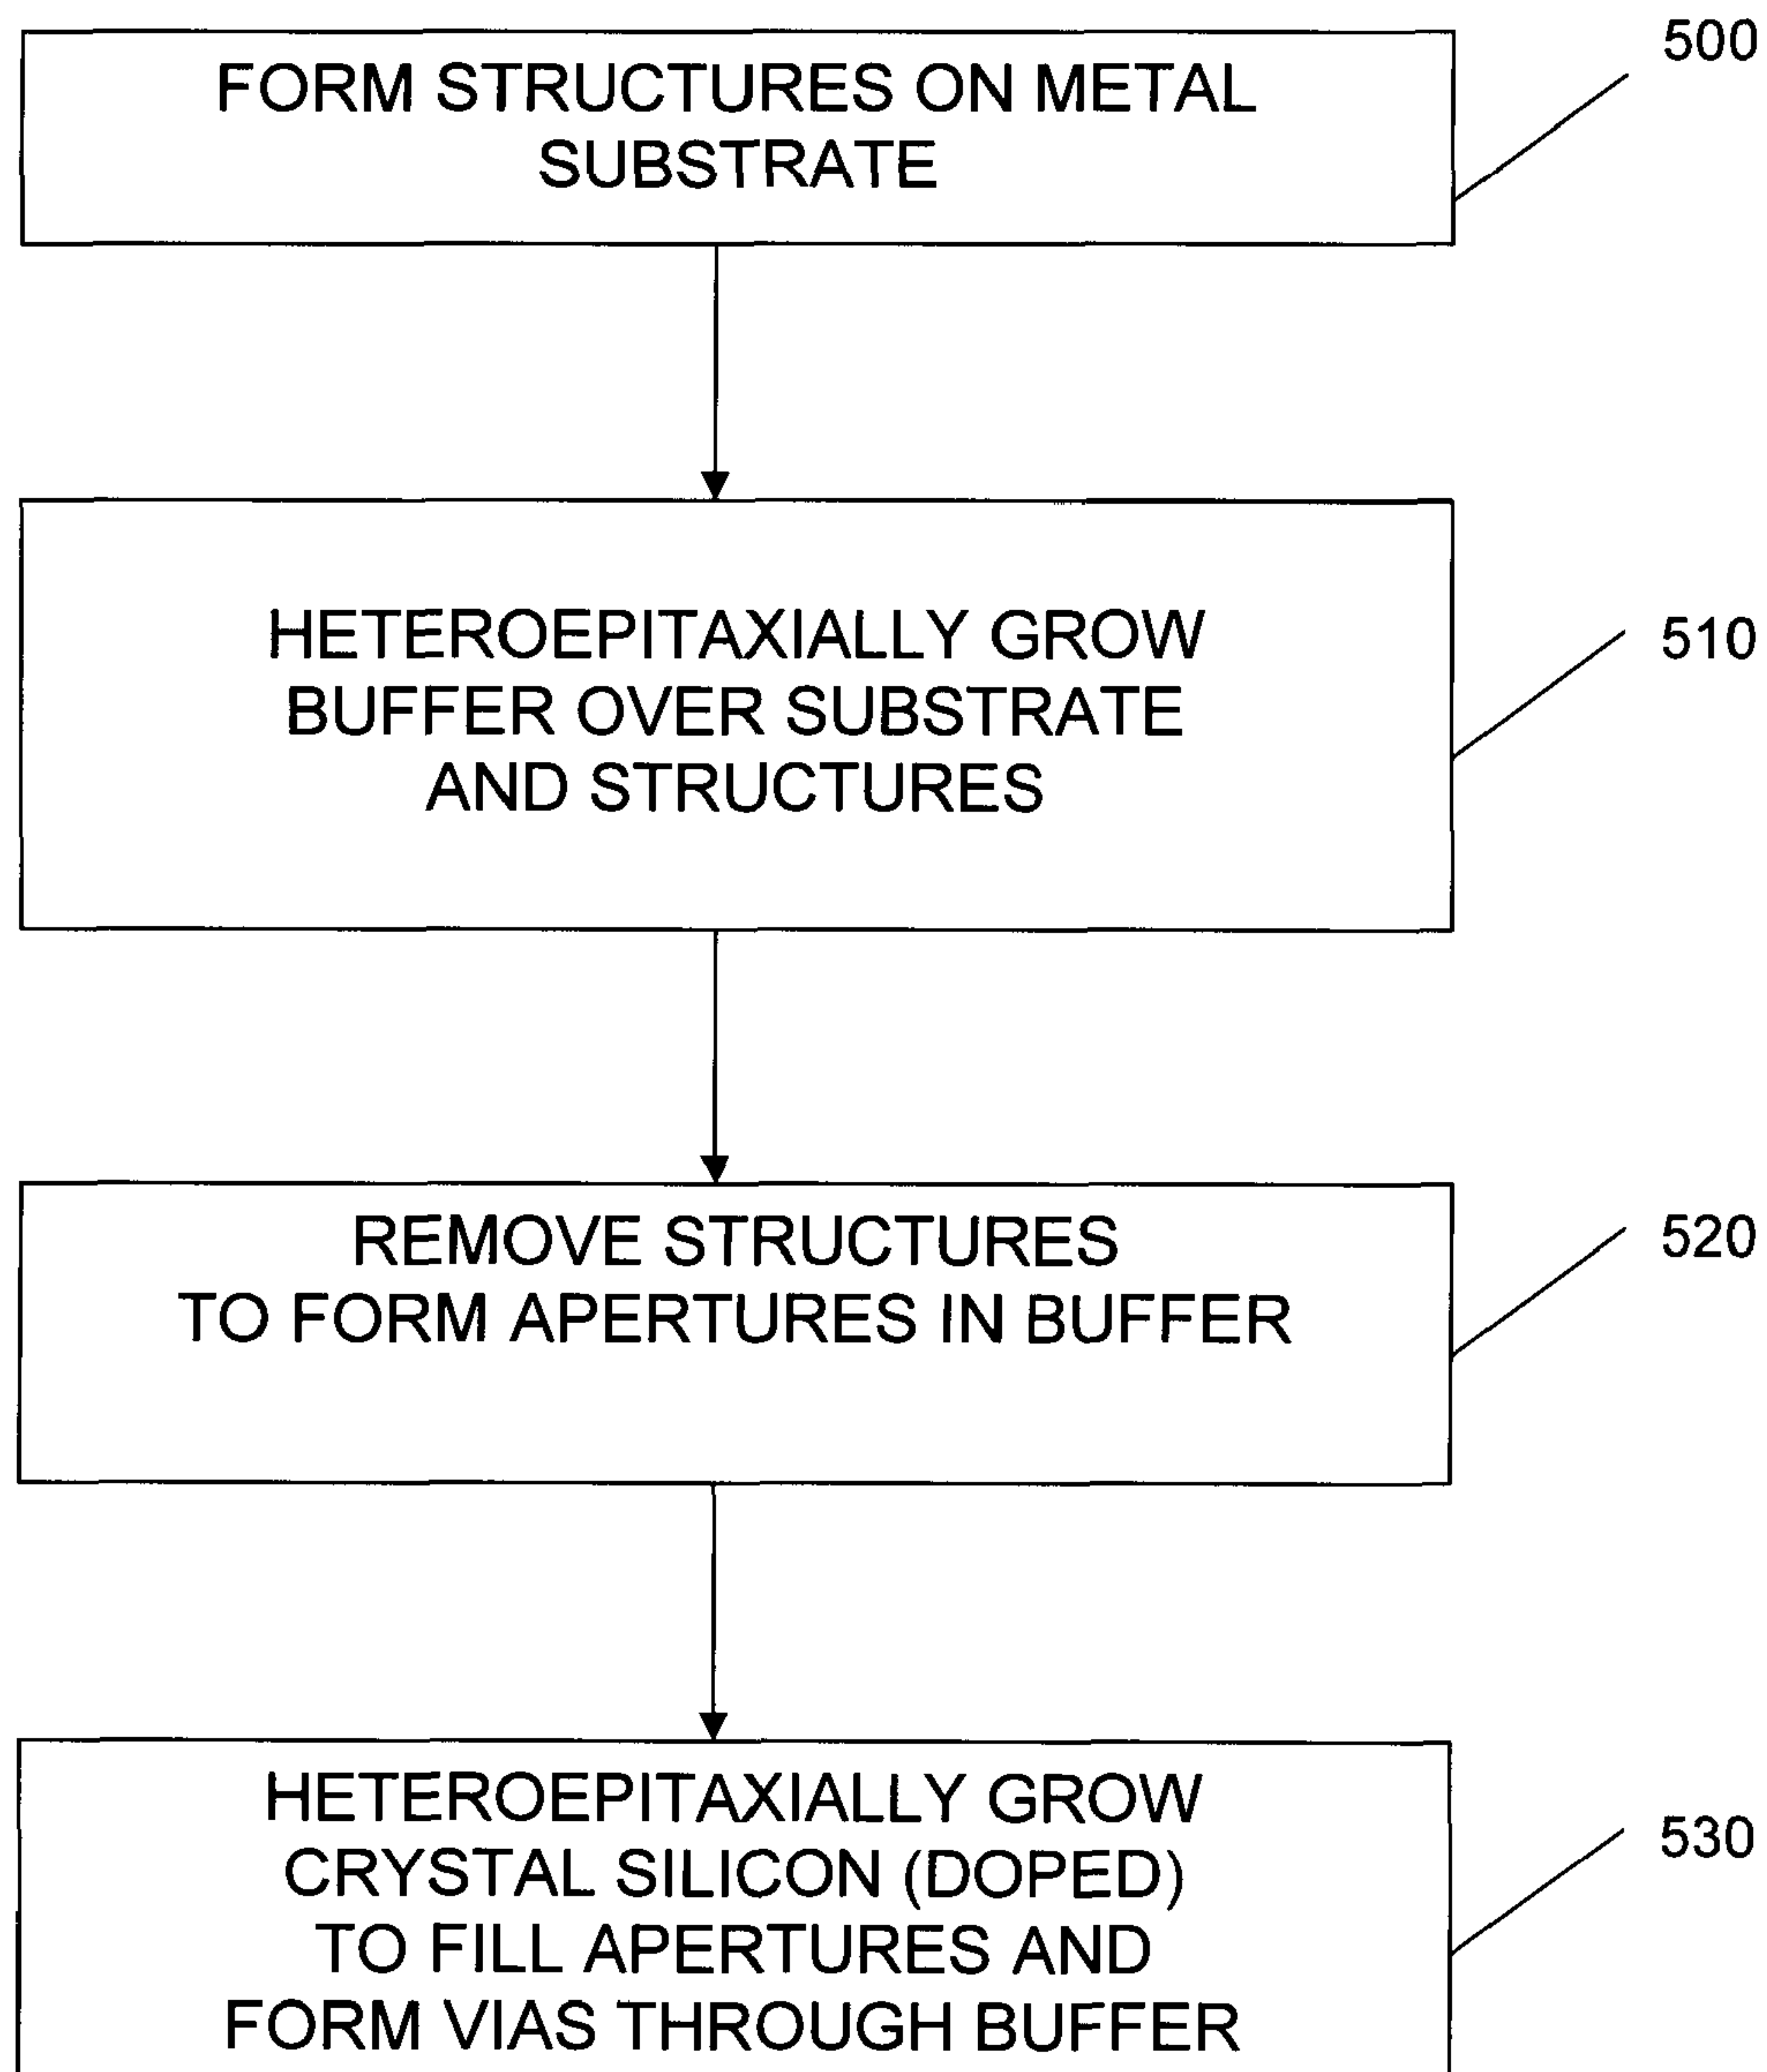 500
FORM STRUCTURES ON METAL
SUBSTRATE
HETEROEPITAXIALLY GROW
BUFFER OVER SUBSTRATE
AND STRUCTURES
510
REMOVE STRUCTURES
TO FORM APERTURES IN BUFFER
520
HETEROEPITAXIALLY GROW
CRYSTAL SILICON (DOPED)
TO FILL APERTURES AND
FORM VIAS THROUGH BUFFER
530